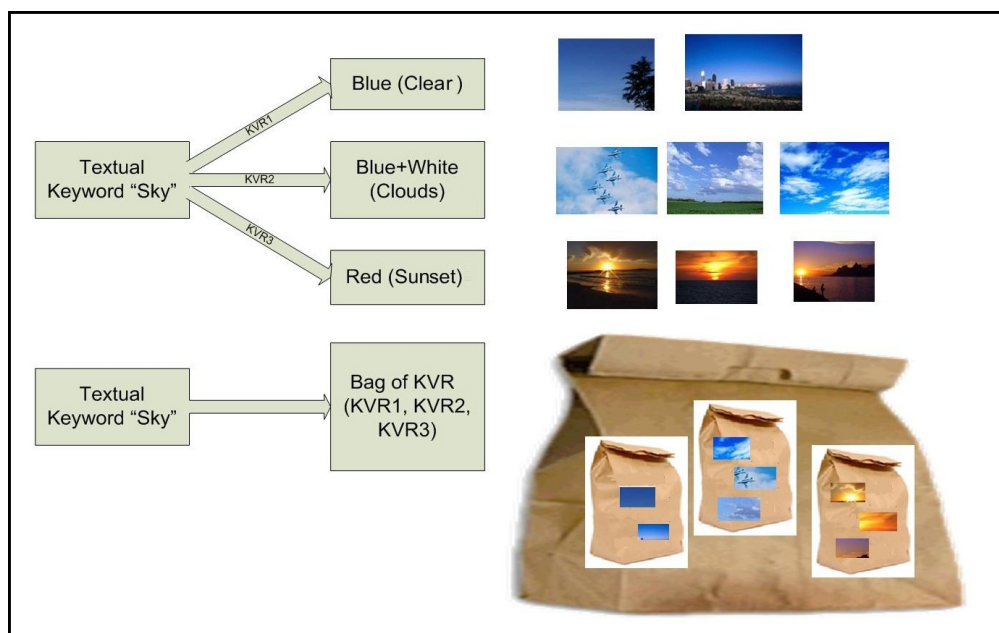 Blue (Clear)
KVR1
Textual
Keyword “Sky”
KVR2
Blue+White
(Clouds)
KVR3
Red (Sunset)
Textual
Keyword “Sky”
Bag of KVR
(KVR1, KVR2,
KVR3)